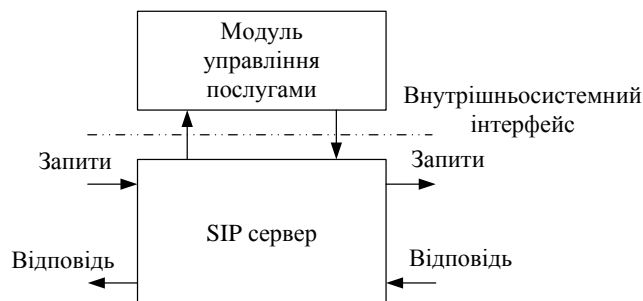 Модуль
управління
послугами
Внутрішньосистемний
інтерфейс
Запити
Запити
SIP сервер
Відповідь
Відповідь